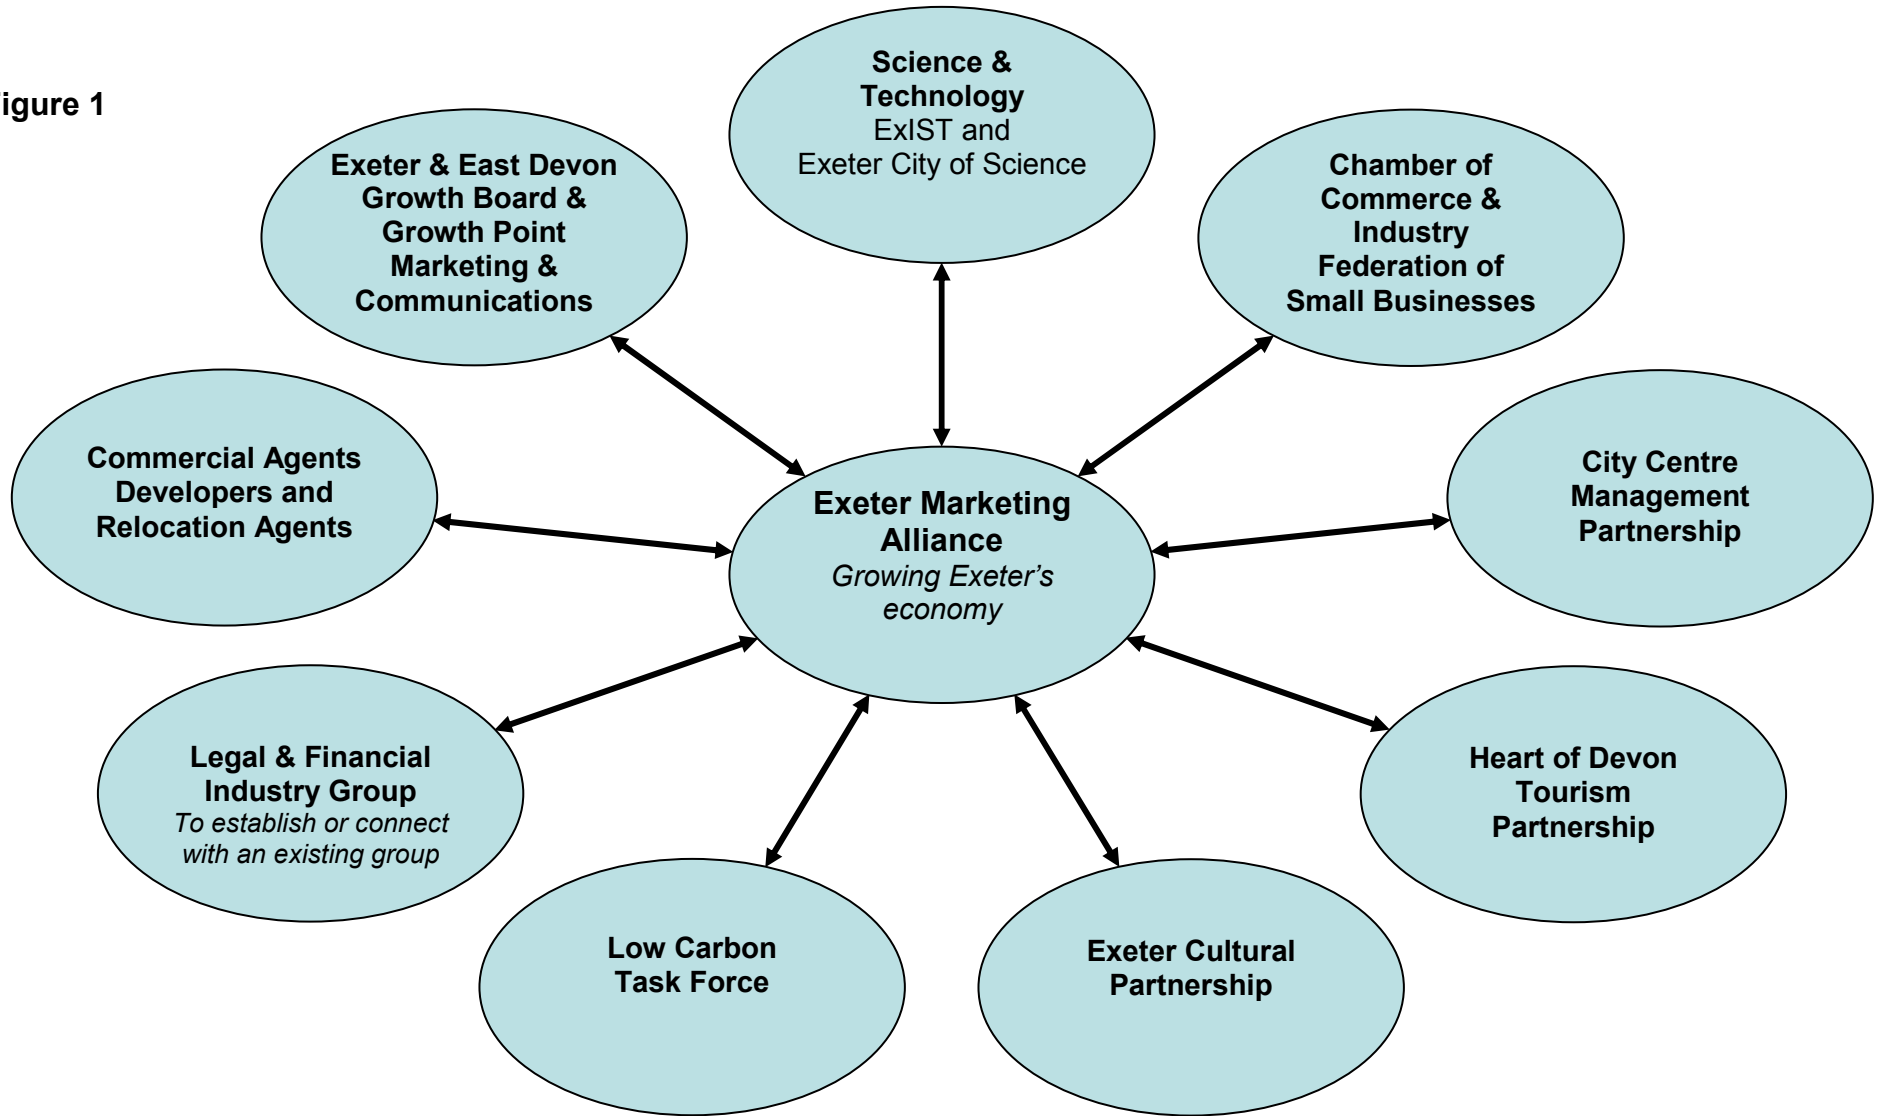 igure 1
Science &
Technology
ExIST and
Exeter City of Science
Exeter & East Devon
Growth Board &
Growth Point
Marketing &
Communications
Chamber of
Commerce &
Industry
Federation of
Small Businesses
Commercial Agents
Developers and
Relocation Agents
City Centre
Management
Partnership
Exeter Marketing
Alliance
Growing Exeter’s
economy
Legal & Financial
Industry Group
To establish or connect
with an existing group
Heart of Devon
Tourism
Partnership
Low Carbon
Task Force
Exeter Cultural
Partnership